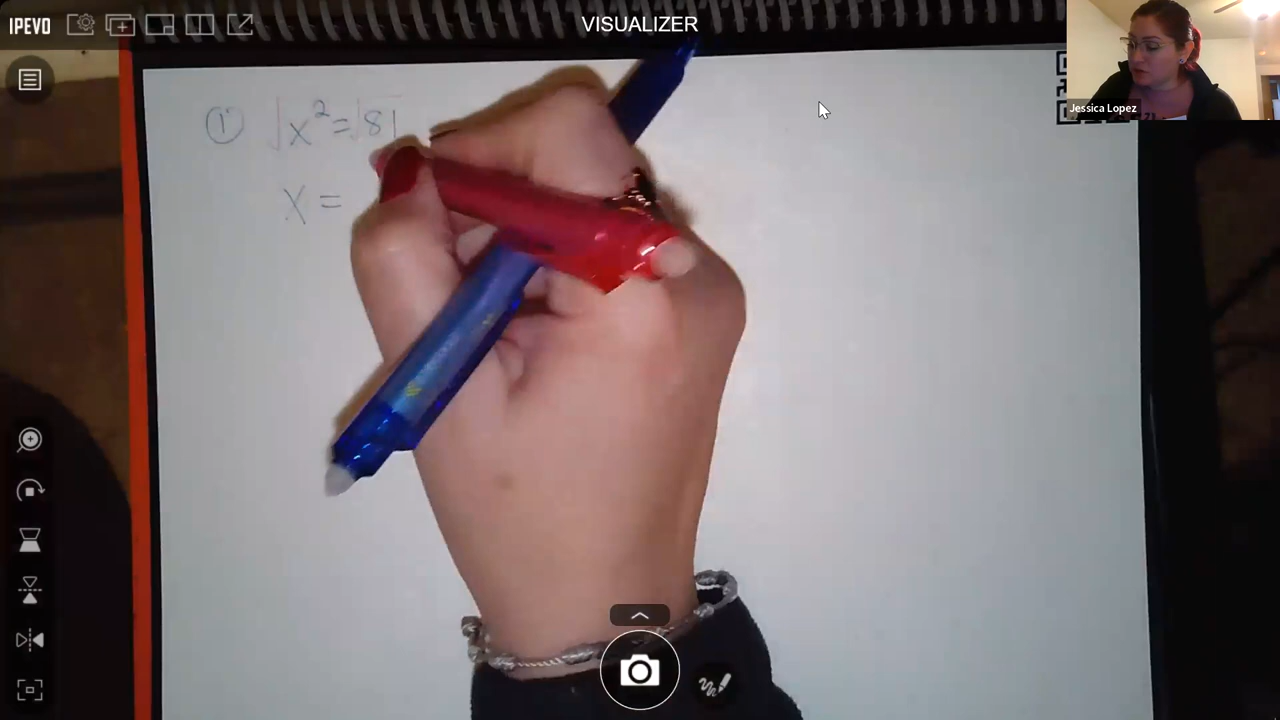 IPEVO
VISUALIZER
Jessica Lopez
① √x² = √81
x =